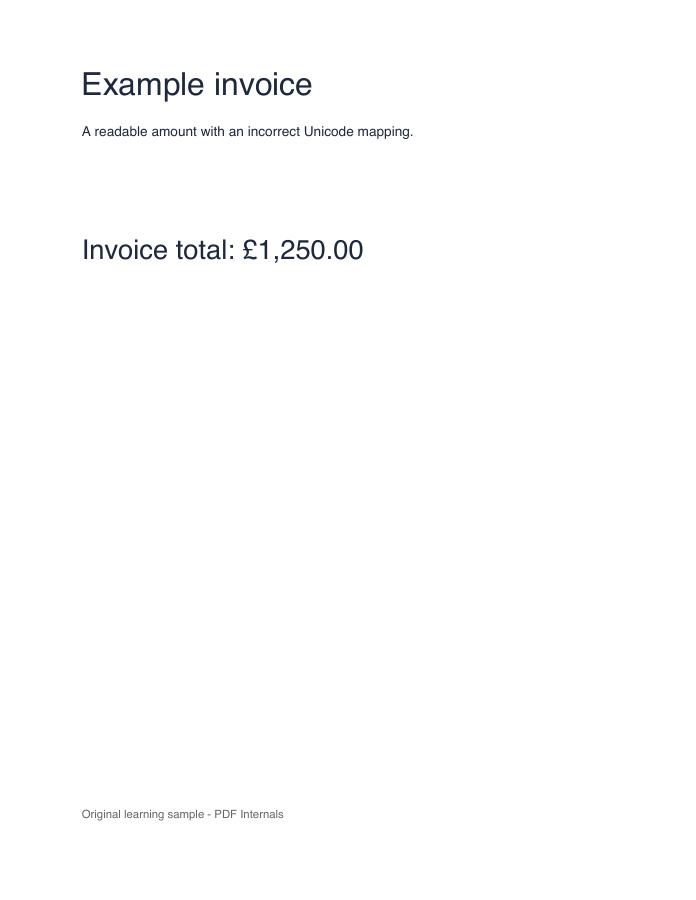 Example invoice
A readable amount with an incorrect Unicode mapping.
Invoice total: £1,250.00
Original learning sample - PDF Internals